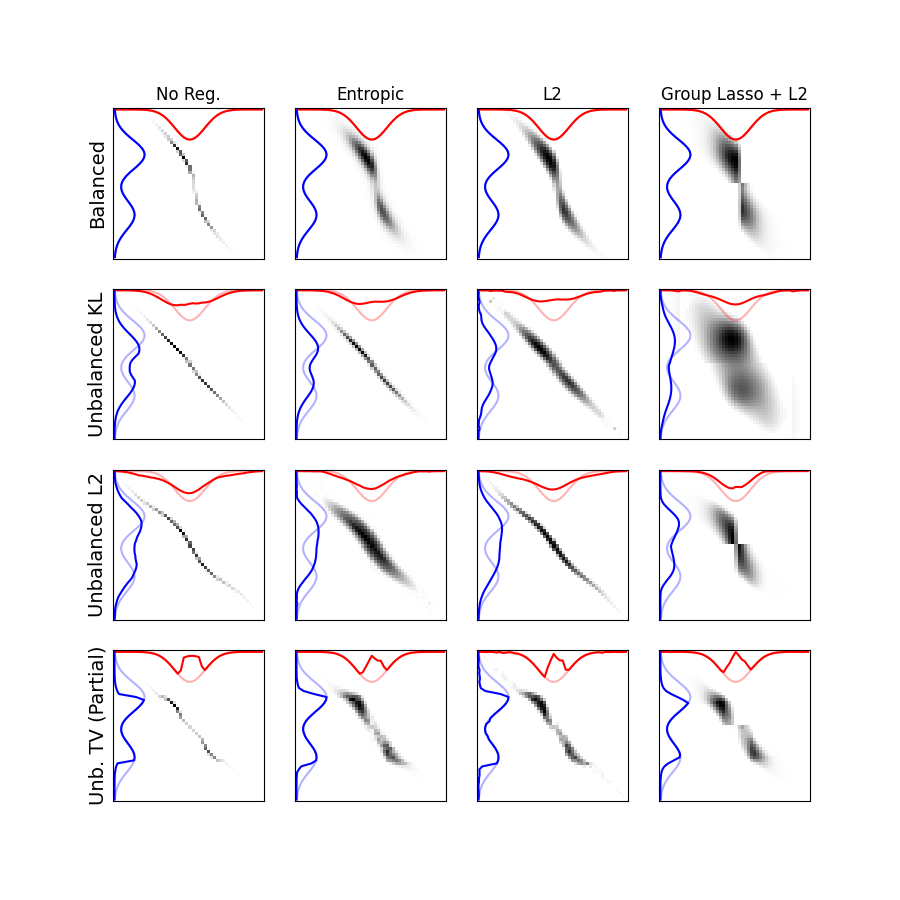 No Reg.
Entropic
L2
Group Lasso + L2
Balanced
Unbalanced KL
Unbalanced L2
Unb. TV (Partial)